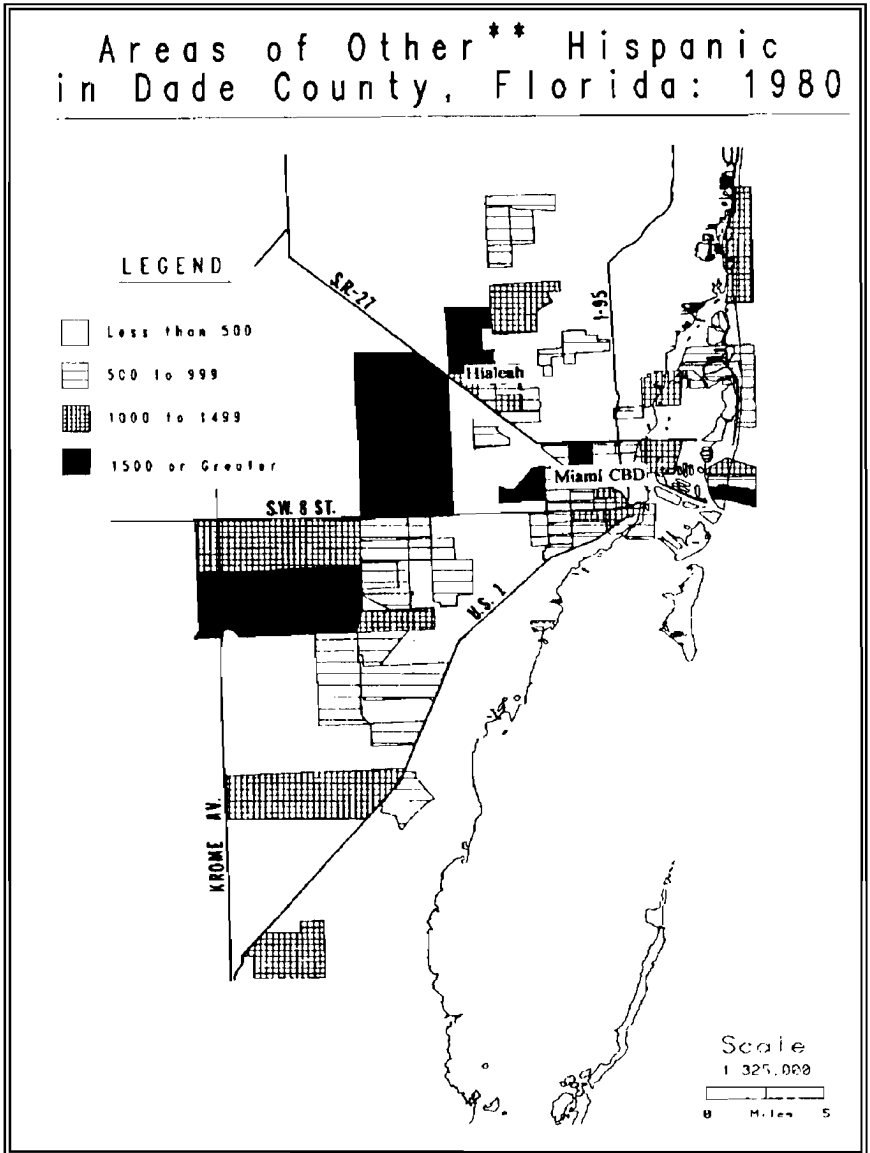 Areas of Other** Hispanic
in Dade County, Florida: 1980
LEGEND
Less than 500
500 to 999
1000 to 1499
1500 or Greater
S.R.-27
I-95
Hialeah
Miami CBD
S.W. 8 ST.
U.S. 1
KROME AV.
Scale
1 325,000
0 Miles 5